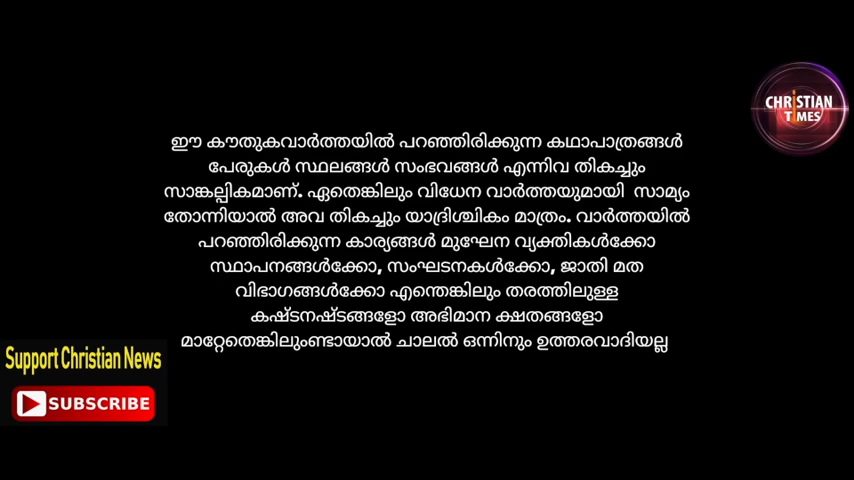 ഈ കൗതുകവാർത്തയിൽ പറഞ്ഞിരിക്കുന്ന കഥാപാത്രങ്ങൾ
പേരുകൾ സ്ഥലങ്ങൾ സംഭവങ്ങൾ എന്നിവ തികച്ചും
സാങ്കല്പികമാണ്. ഏതെങ്കിലും വിധേന വാർത്തയുമായി സാമ്യം
തോന്നിയാൽ അവ തികച്ചും യാദ്രിശ്ചികം മാത്രം. വാർത്തയിൽ
പറഞ്ഞിരിക്കുന്ന കാര്യങ്ങൾ മുഘേന വ്യക്തികൾക്കോ
സ്ഥാപനങ്ങൾക്കോ, സംഘടനകൾക്കോ, ജാതി മത
വിഭാഗങ്ങൾക്കോ എന്തെങ്കിലും തരത്തിലുള്ള
കഷ്ടനഷ്ടങ്ങളോ അഭിമാന ക്ഷതങ്ങളോ
മാറ്റേതെങ്കിലുംണ്ടായാൽ ചാലൽ ഒന്നിനും ഉത്തരവാദിയല്ല
CHRiSTIAN
TiMES
Support Christian News
SUBSCRIBE